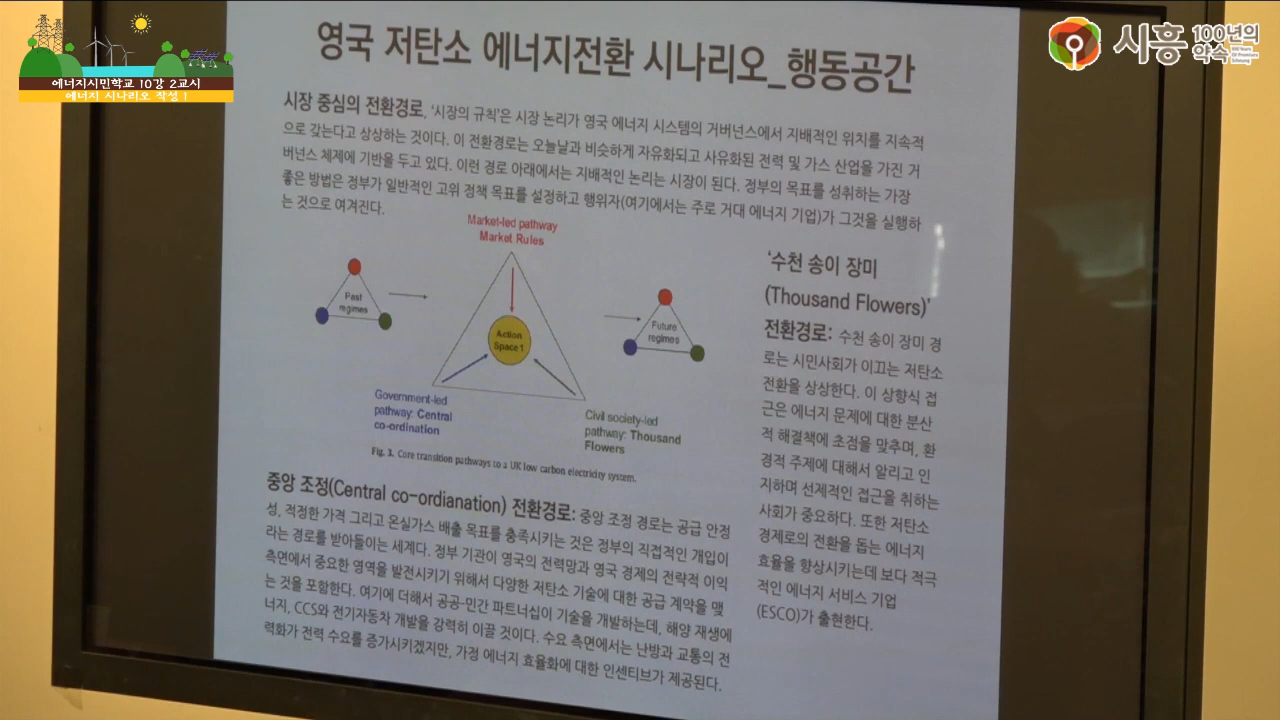 에너지시민학교 10강 2교시
에너지 시나리오 작성 1
시흥 100년의 약속
영국 저탄소 에너지전환 시나리오_행동공간
시장 중심의 전환경로, '시장의 규칙'은 시장 논리가 영국 에너지 시스템의 거버넌스에서 지배적인 위치를 지속적
으로 갖는다고 상상하는 것이다. 이 전환경로는 오늘날과 비슷하게 자유화되고 사유화된 전력 및 가스 산업을 가진 거
버넌스 체제에 기반을 두고 있다. 이런 경로 아래에서는 지배적인 논리는 시장이 된다. 정부의 목표를 성취하는 가장
좋은 방법은 정부가 일반적인 고위 정책 목표를 설정하고 행위자(여기에서는 주로 거대 에너지 기업)가 그것을 실행하
는 것으로 여겨진다.
Market-led pathway
Market Rules
Past
regimes
Action
Space 1
Future
regimes
Government-led
pathway: Central
co-ordination
Civil society-led
pathway: Thousand
Flowers
Fig. 3. Core transition pathways to a UK low carbon electricity system.
'수천 송이 장미
(Thousand Flowers)'
전환경로: 수천 송이 장미 경
로는 시민사회가 이끄는 저탄소
전환을 상상한다. 이 상향식 접
근은 에너지 문제에 대한 분산
적 해결책에 초점을 맞추며, 환
경적 주제에 대해서 알리고 인
지하며 선제적인 접근을 취하는
사회가 중요하다. 또한 저탄소
경제로의 전환을 돕는 에너지
효율을 향상시키는데 보다 적극
적인 에너지 서비스 기업
(ESCO)가 출현한다.
중앙 조정(Central co-ordianation) 전환경로: 중앙 조정 경로는 공급 안정
성, 적정한 가격 그리고 온실가스 배출 목표를 충족시키는 것은 정부의 직접적인 개입이
라는 경로를 받아들이는 세계다. 정부 기관이 영국의 전력망과 영국 경제의 전략적 이익
측면에서 중요한 영역을 발전시키기 위해서 다양한 저탄소 기술에 대한 공급 계약을 맺
는 것을 포함한다. 여기에 더해서 공공-민간 파트너십이 기술을 개발하는데, 해양 재생에
너지, CCS와 전기자동차 개발을 강력히 이끌 것이다. 수요 측면에서는 난방과 교통의 전
력화가 전력 수요를 증가시키겠지만, 가정 에너지 효율화에 대한 인센티브가 제공된다.